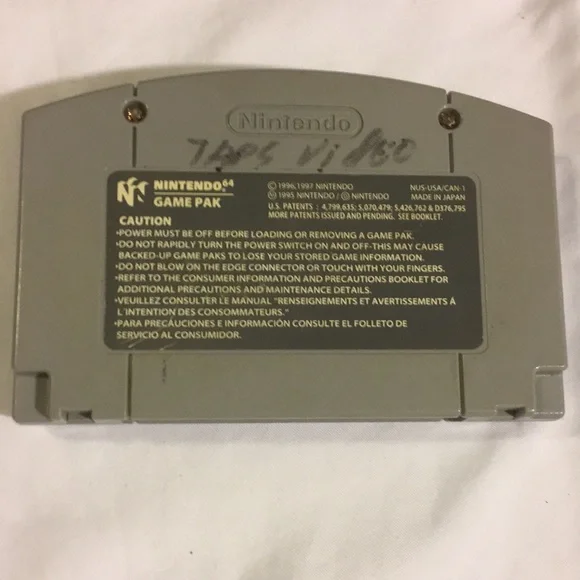 Nintendo
TAPS ViDEO
NINTENDO⁶⁴
GAME PAK
©1996,1997 NINTENDO
Ⓜ1995 NINTENDO / Ⓒ NINTENDO
U.S. PATENTS : 4,799,635; 5,070,479; 5,426,762 & D376,795
MORE PATENTS ISSUED AND PENDING. SEE BOOKLET.
NUS-USA/CAN-1
MADE IN JAPAN
CAUTION
•POWER MUST BE OFF BEFORE LOADING OR REMOVING A GAME PAK.
•DO NOT RAPIDLY TURN THE POWER SWITCH ON AND OFF-THIS MAY CAUSE
BACKED-UP GAME PAKS TO LOSE YOUR STORED GAME INFORMATION.
•DO NOT BLOW ON THE EDGE CONNECTOR OR TOUCH WITH YOUR FINGERS.
•REFER TO THE CONSUMER INFORMATION AND PRECAUTIONS BOOKLET FOR
ADDITIONAL PRECAUTIONS AND MAINTENANCE DETAILS.
•VEUILLEZ CONSULTER LE MANUAL "RENSEIGNEMENTS ET AVERTISSEMENTS À
L'INTENTION DES CONSOMMATEURS."
•PARA PRECAUCIONES E INFORMACIÓN CONSULTE EL FOLLETO DE
SERVICIO AL CONSUMIDOR.